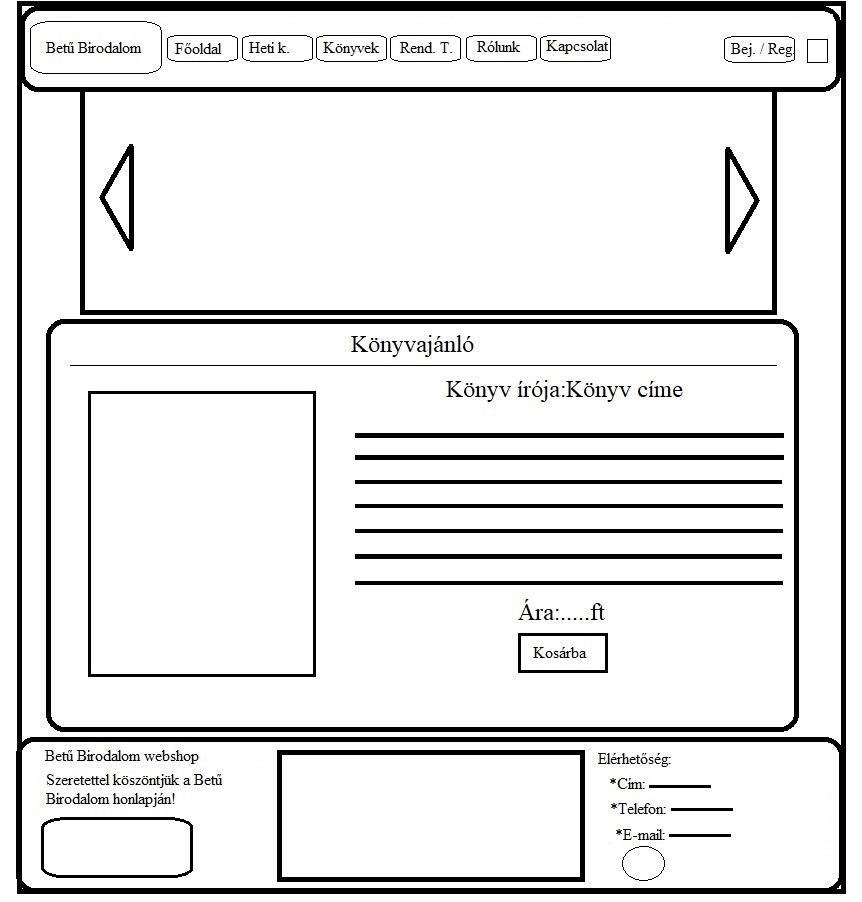 Betű Birodalom
Főoldal
Heti k.
Könyvek
Rend. T.
Rólunk
Kapcsolat
Bej. / Reg.
Könyvajánló
Könyv írója:Könyv címe
Ára:.....ft
Kosárba
Betű Birodalom webshop
Szeretettel köszöntjük a Betű
Birodalom honlapján!
Elérhetőség:
*Cím:
*Telefon:
*E-mail: